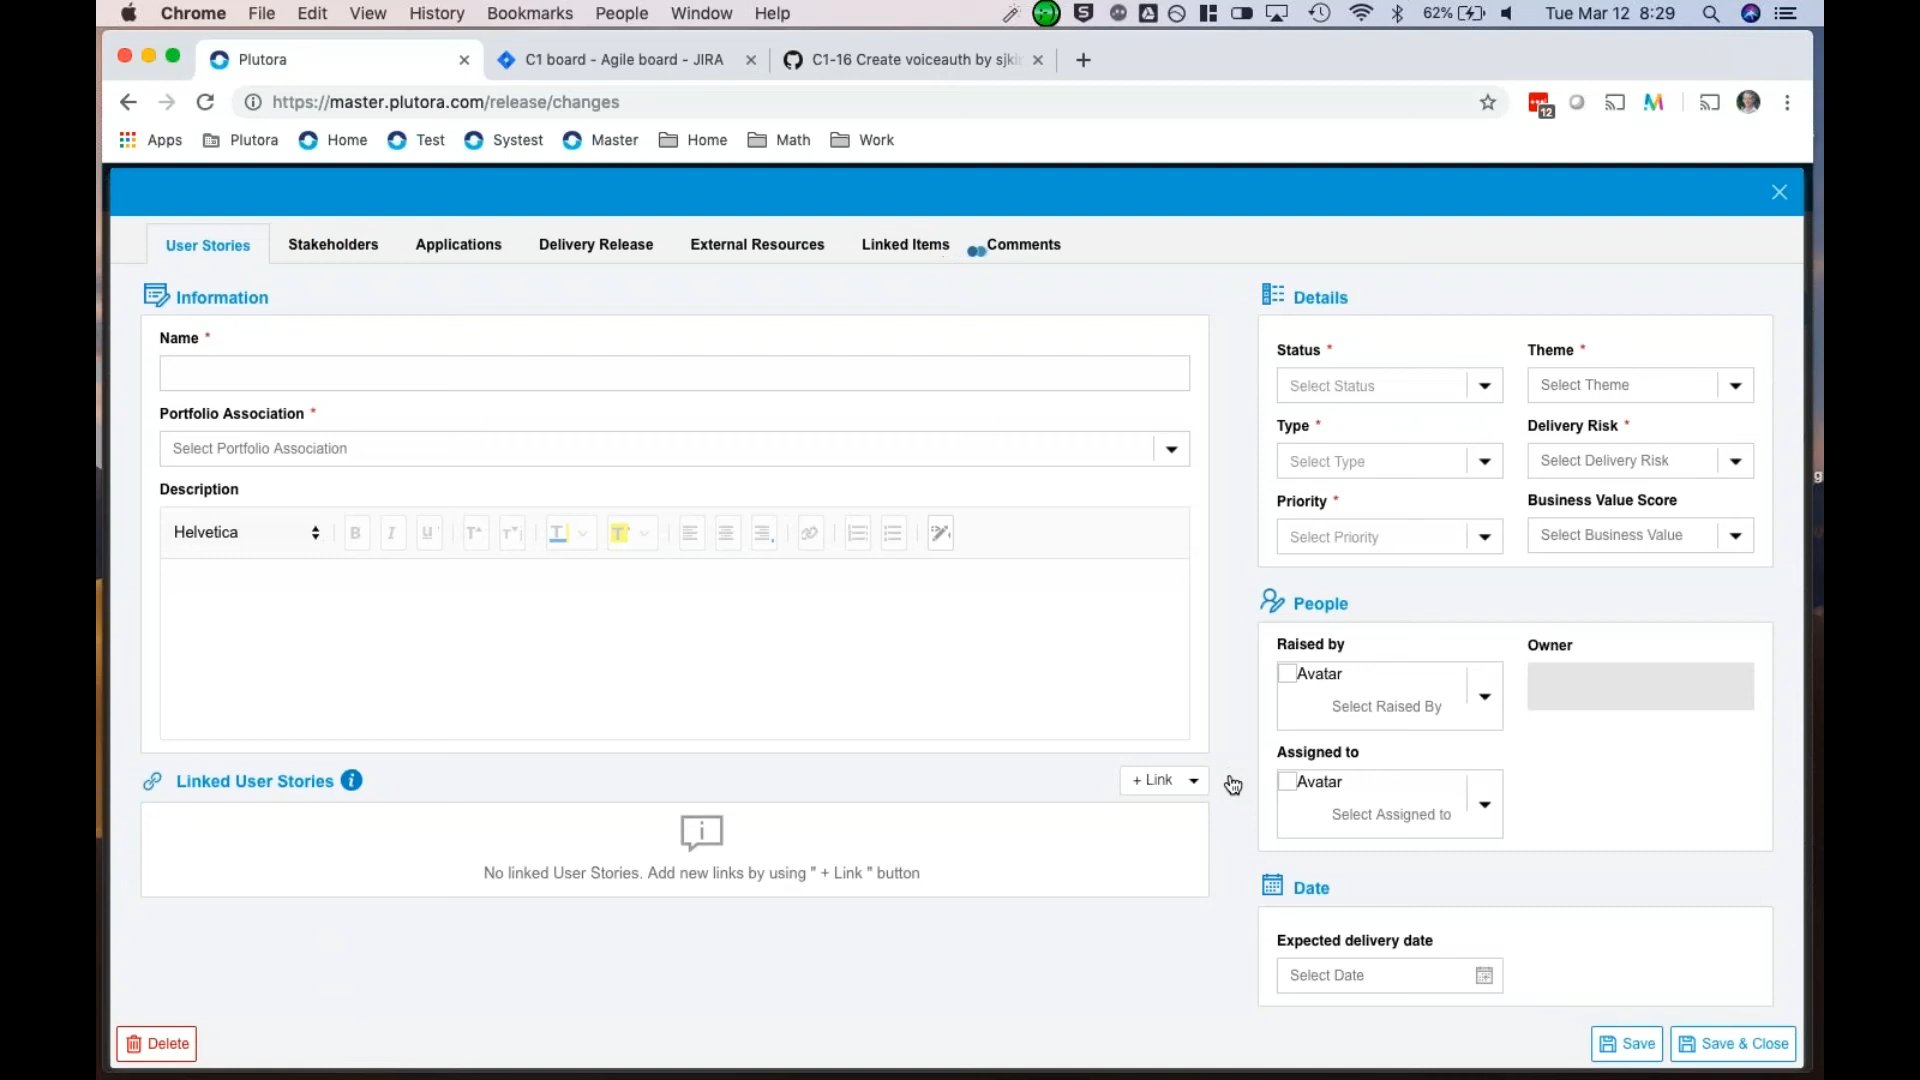 Chrome File Edit View History Bookmarks People Window Help 62% Tue Mar 12 8:29
Plutora
C1 board - Agile board - JIRA
C1-16 Create voiceauth by sjkl
https://master.plutora.com/release/changes
12
Apps Plutora Home Test Systest Master Home Math Work
User Stories Stakeholders Applications Delivery Release External Resources Linked Items Comments
Information
Name *
Portfolio Association *
Select Portfolio Association
Description
Helvetica
Linked User Stories
+ Link
No linked User Stories. Add new links by using " + Link " button
Details
Status * Theme *
Select Status Select Theme
Type * Delivery Risk *
Select Type Select Delivery Risk
Priority * Business Value Score
Select Priority Select Business Value
People
Raised by Owner
Avatar
Select Raised By
Assigned to
Avatar
Select Assigned to
Date
Expected delivery date
Select Date
Delete Save Save & Close